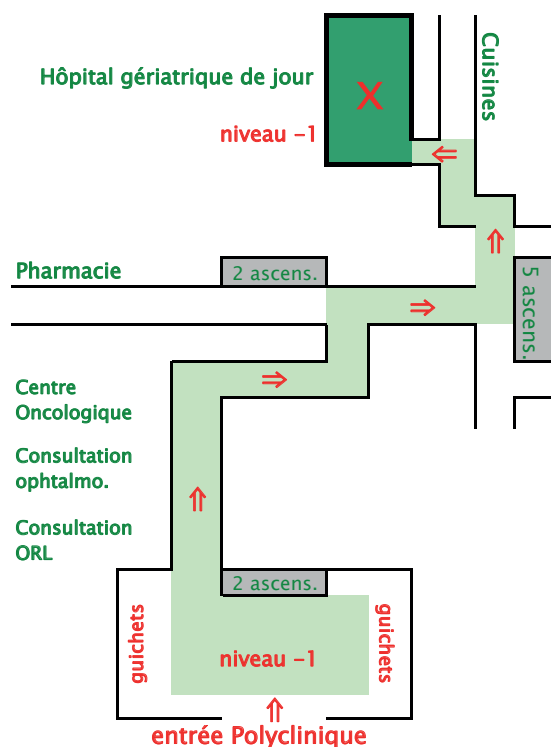 Cuisines
Hôpital gériatrique de jour
X
niveau -1
Pharmacie
2 ascens.
5 ascens.
Centre
Oncologique
Consultation
ophtalmo.
Consultation
ORL
2 ascens.
guichets
guichets
niveau -1
entrée Polyclinique